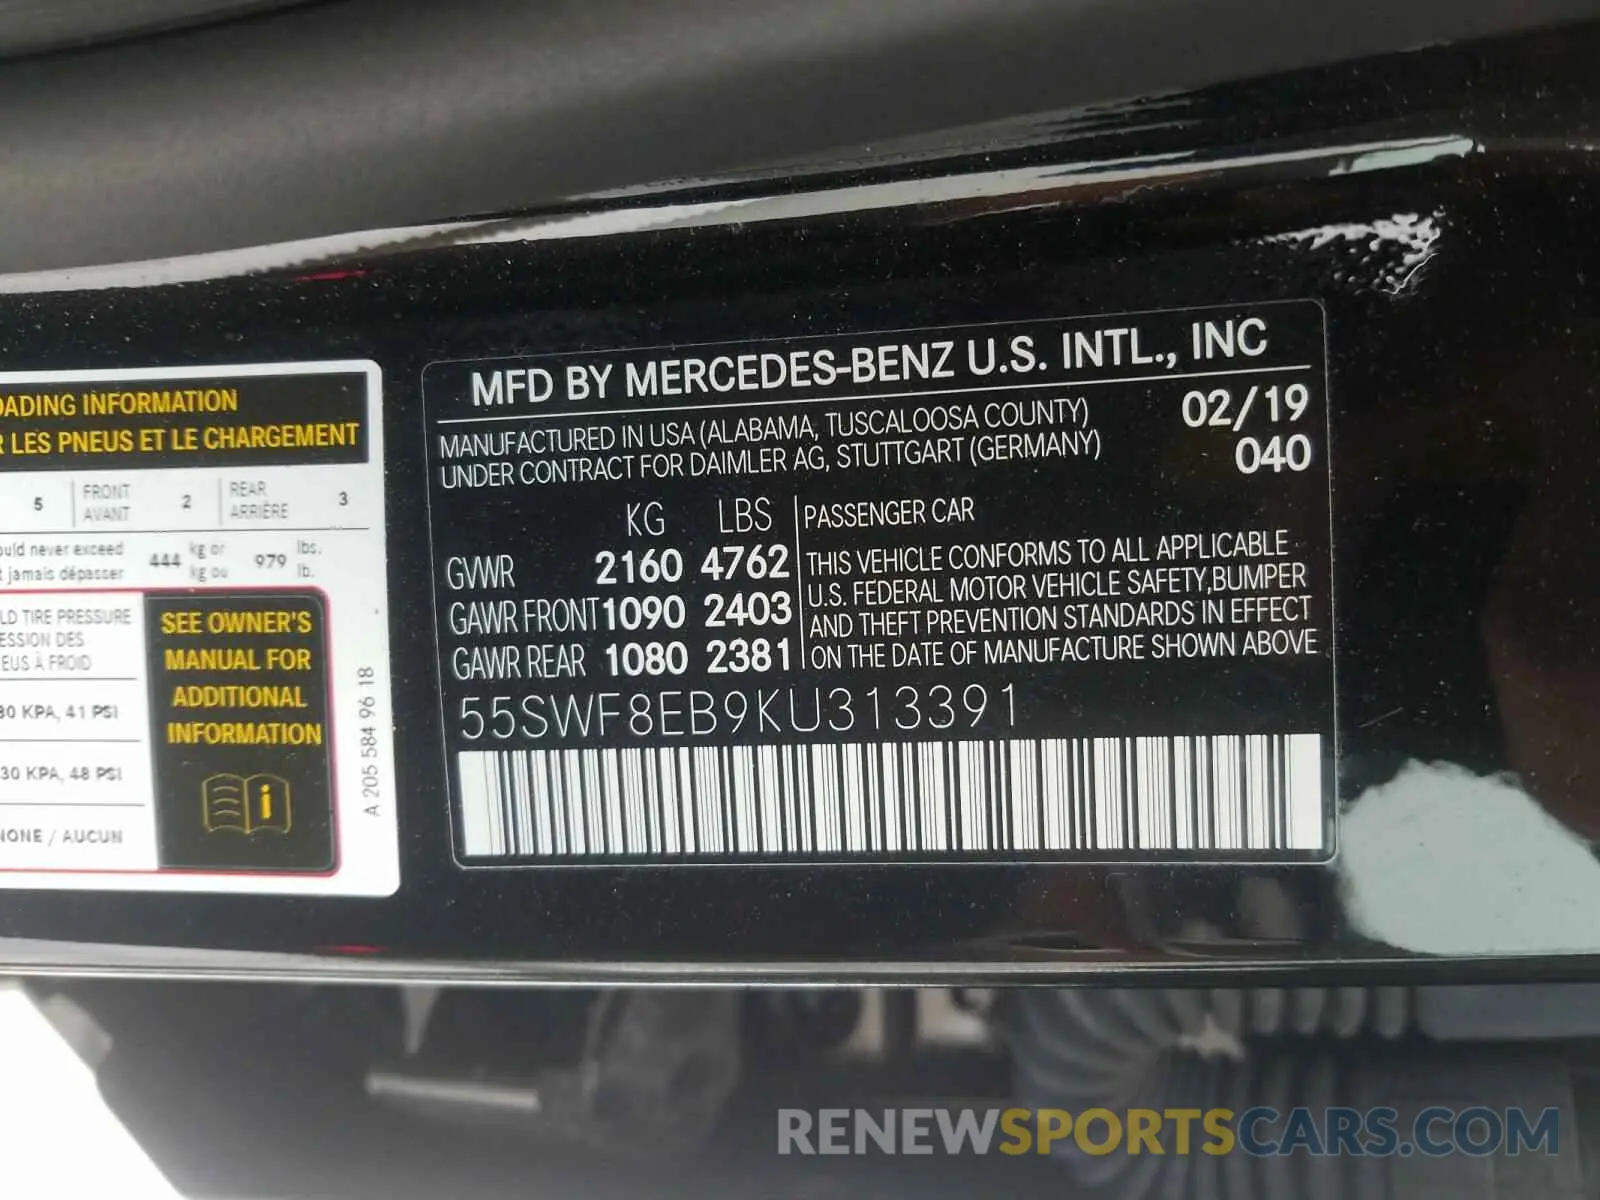 OADING INFORMATION
R LES PNEUS ET LE CHARGEMENT
5 FRONT AVANT 2 REAR ARRIÈRE 3
ould never exceed 444 kg or 979 lbs.
t jamais dépasser kg ou lb.
LD TIRE PRESSURE
ESSION DES
EUS À FROID
30 KPA, 41 PSI
30 KPA, 48 PSI
NONE / AUCUN
SEE OWNER'S
MANUAL FOR
ADDITIONAL
INFORMATION
i
A 205 584 96 18
MFD BY MERCEDES-BENZ U.S. INTL., INC
MANUFACTURED IN USA (ALABAMA, TUSCALOOSA COUNTY) 02/19
UNDER CONTRACT FOR DAIMLER AG, STUTTGART (GERMANY) 040
KG LBS
GVWR 2160 4762
GAWR FRONT 1090 2403
GAWR REAR 1080 2381
PASSENGER CAR
THIS VEHICLE CONFORMS TO ALL APPLICABLE
U.S. FEDERAL MOTOR VEHICLE SAFETY,BUMPER
AND THEFT PREVENTION STANDARDS IN EFFECT
ON THE DATE OF MANUFACTURE SHOWN ABOVE
55SWF8EB9KU313391
RENEWSPORTSCARS.COM